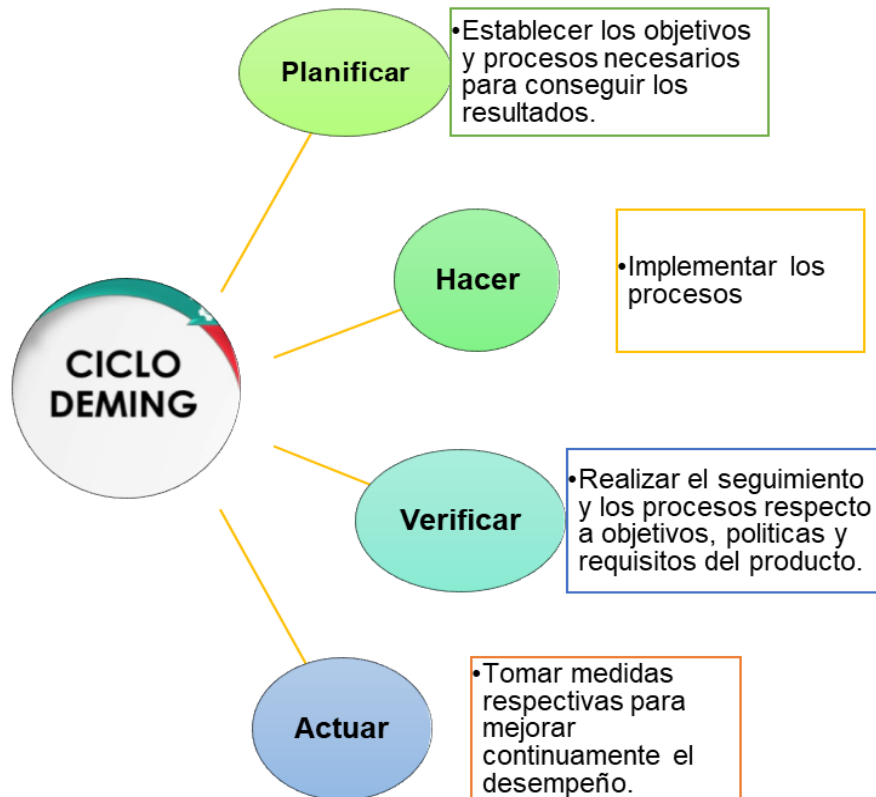 Planificar
•Establecer los objetivos
y procesos necesarios
para conseguir los
resultados.
Hacer
•Implementar los
procesos
CICLO
DEMING
Verificar
•Realizar el seguimiento
y los procesos respecto
a objetivos, politicas y
requisitos del producto.
Actuar
•Tomar medidas
respectivas para
mejorar
continuamente el
desempeño.